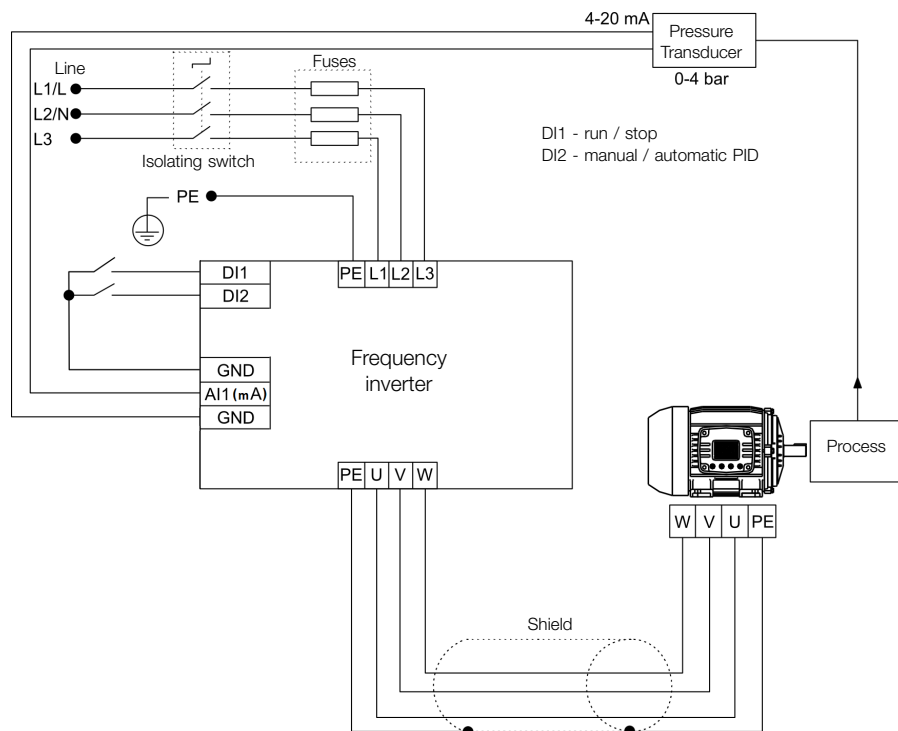 4-20 mA
Pressure
Transducer
0-4 bar
Line
Fuses
L1/L
L2/N
L3
Isolating switch
DI1 - run / stop
DI2 - manual / automatic PID
PE
PE L1 L2 L3
DI1
DI2
GND
AI1 (mA)
GND
Frequency
inverter
PE U V W
Process
W V U PE
Shield